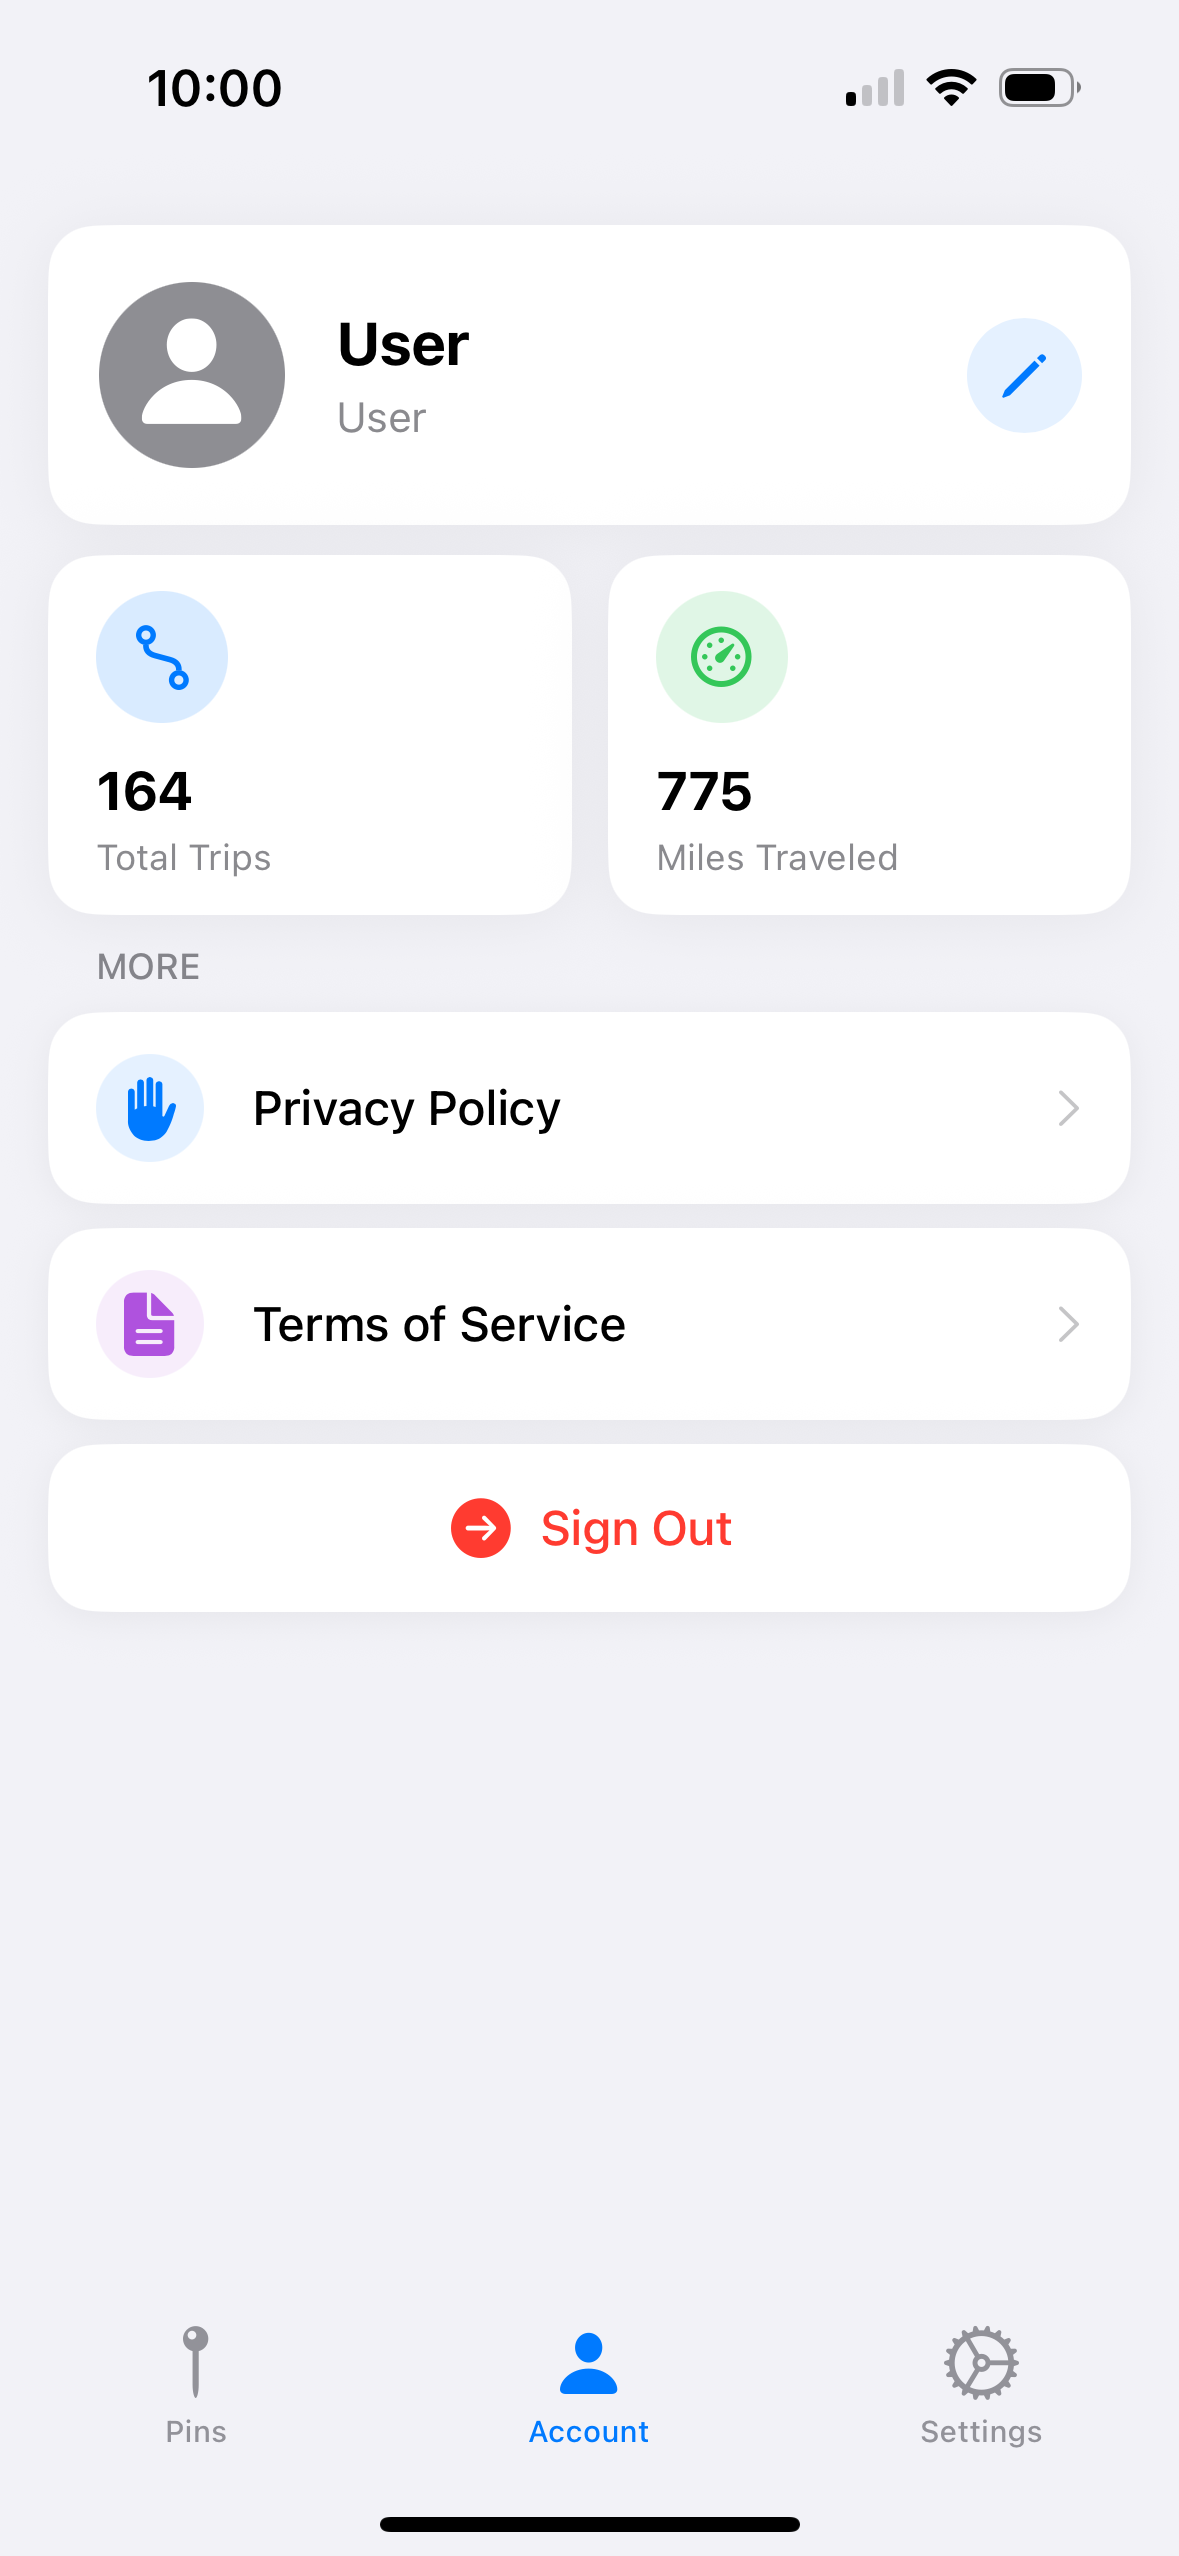 10:00
User
User
164
Total Trips
775
Miles Traveled
MORE
Privacy Policy
Terms of Service
Sign Out
Pins
Account
Settings